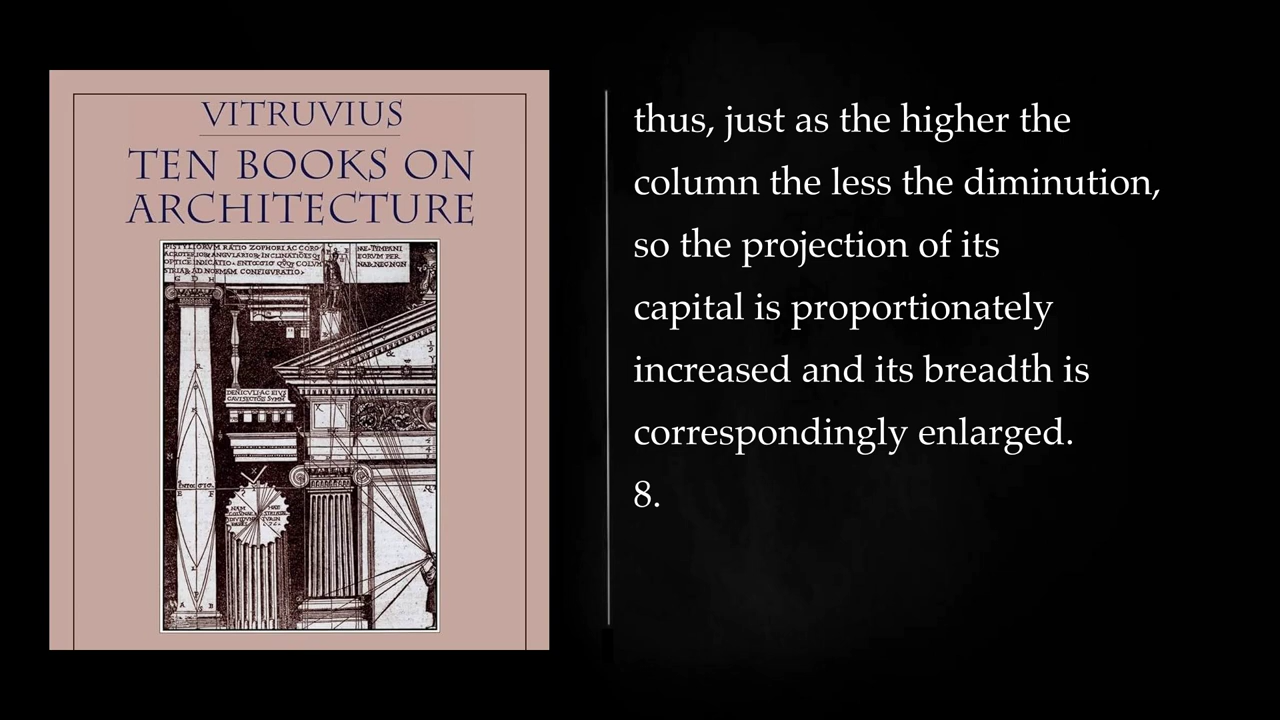 VITRUVIUS
TEN BOOKS ON
ARCHITECTURE
thus, just as the higher the
column the less the diminution,
so the projection of its
capital is proportionately
increased and its breadth is
correspondingly enlarged.
8.